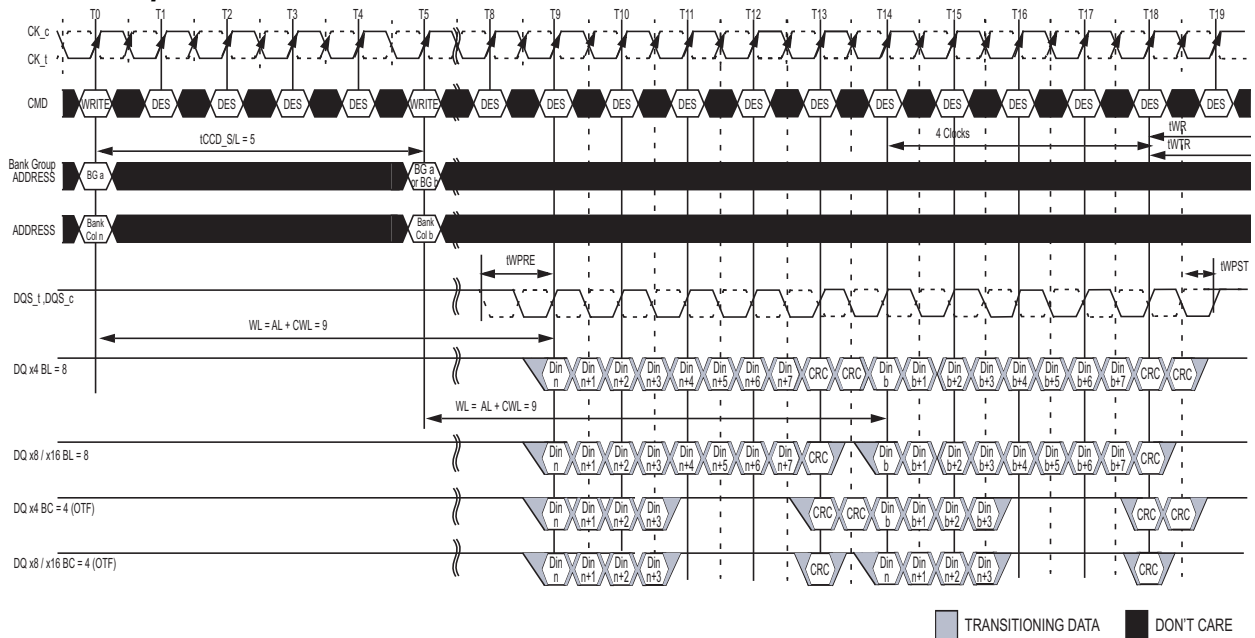 T0 T1 T2 T3 T4 T5 T8 T9 T10 T11 T12 T13 T14 T15 T16 T17 T18 T19
CK_c
CK_t
CMD WRITE DES DES DES DES WRITE DES DES DES DES DES DES DES DES DES DES DES DES
tCCD_S/L = 5 4 Clocks tWR
tWTR
Bank Group
ADDRESS BG a BG a
or BG b
ADDRESS Bank
Col n Bank
Col b
tWPRE tWPST
DQS_t ,DQS_c
WL = AL + CWL = 9
DQ x4 BL = 8 Din
n Din
n+1 Din
n+2 Din
n+3 Din
n+4 Din
n+5 Din
n+6 Din
n+7 CRC CRC Din
b Din
b+1 Din
b+2 Din
b+3 Din
b+4 Din
b+5 Din
b+6 Din
b+7 CRC CRC
WL = AL + CWL = 9
DQ x8 / x16 BL = 8 Din
n Din
n+1 Din
n+2 Din
n+3 Din
n+4 Din
n+5 Din
n+6 Din
n+7 CRC Din
b Din
b+1 Din
b+2 Din
b+3 Din
b+4 Din
b+5 Din
b+6 Din
b+7 CRC
DQ x4 BC = 4 (OTF) Din
n Din
n+1 Din
n+2 Din
n+3 CRC CRC Din
b Din
b+1 Din
b+2 Din
b+3 CRC CRC
DQ x8 / x16 BC = 4 (OTF) Din
n Din
n+1 Din
n+2 Din
n+3 CRC Din
n Din
n+1 Din
n+2 Din
n+3 CRC
TRANSITIONING DATA DON'T CARE